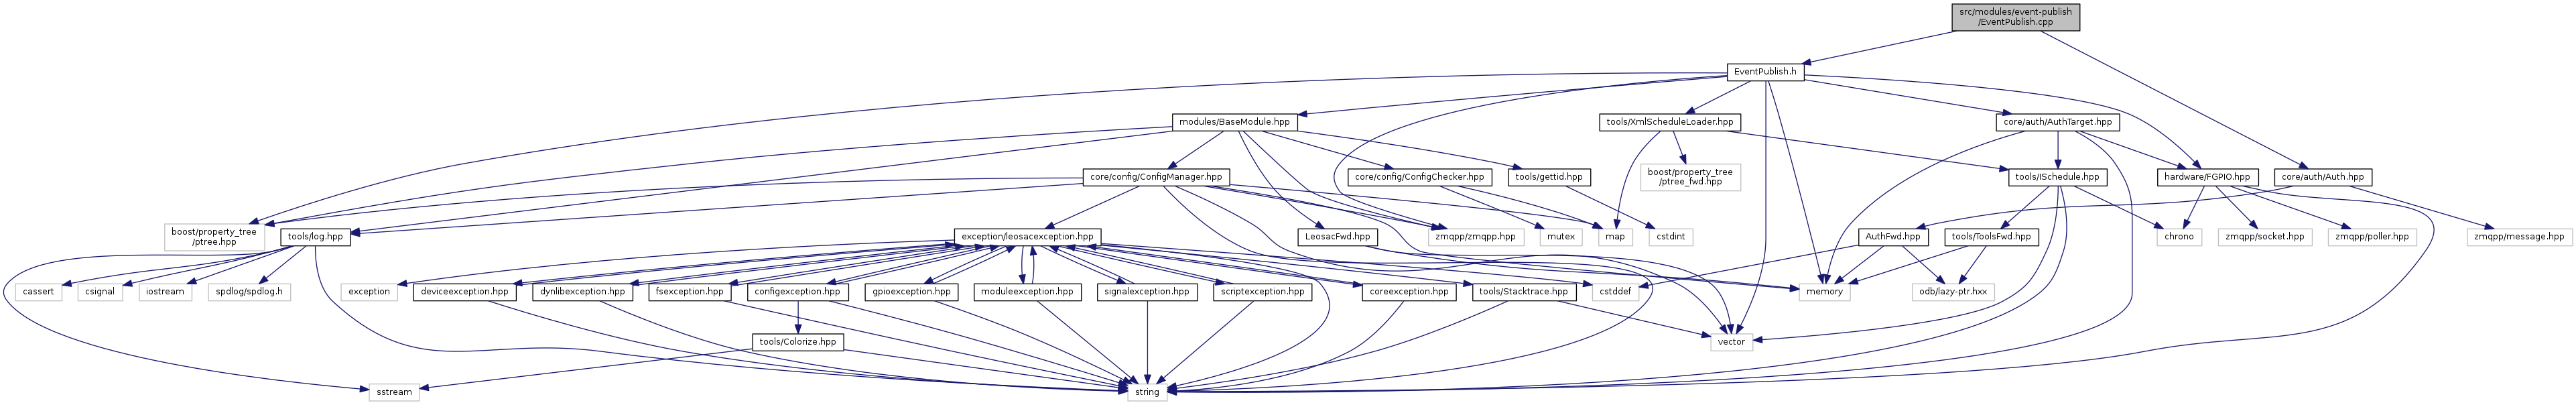 src/modules/event-publish
/EventPublish.cpp
EventPublish.h
modules/BaseModule.hpp
tools/XmlScheduleLoader.hpp
core/auth/AuthTarget.hpp
core/config/ConfigManager.hpp
core/config/ConfigChecker.hpp
tools/gettid.hpp
boost/property_tree
/ptree_fwd.hpp
tools/ISchedule.hpp
hardware/FGPIO.hpp
core/auth/Auth.hpp
boost/property_tree
/ptree.hpp
tools/log.hpp
exception/leosacexception.hpp
LeosacFwd.hpp
zmqpp/zmqpp.hpp
mutex
map
cstdint
AuthFwd.hpp
tools/ToolsFwd.hpp
chrono
zmqpp/socket.hpp
zmqpp/poller.hpp
zmqpp/message.hpp
cassert
csignal
iostream
spdlog/spdlog.h
exception
deviceexception.hpp
dynlibexception.hpp
fsexception.hpp
configexception.hpp
gpioexception.hpp
moduleexception.hpp
signalexception.hpp
scriptexception.hpp
coreexception.hpp
tools/Stacktrace.hpp
cstddef
memory
odb/lazy-ptr.hxx
tools/Colorize.hpp
vector
sstream
string